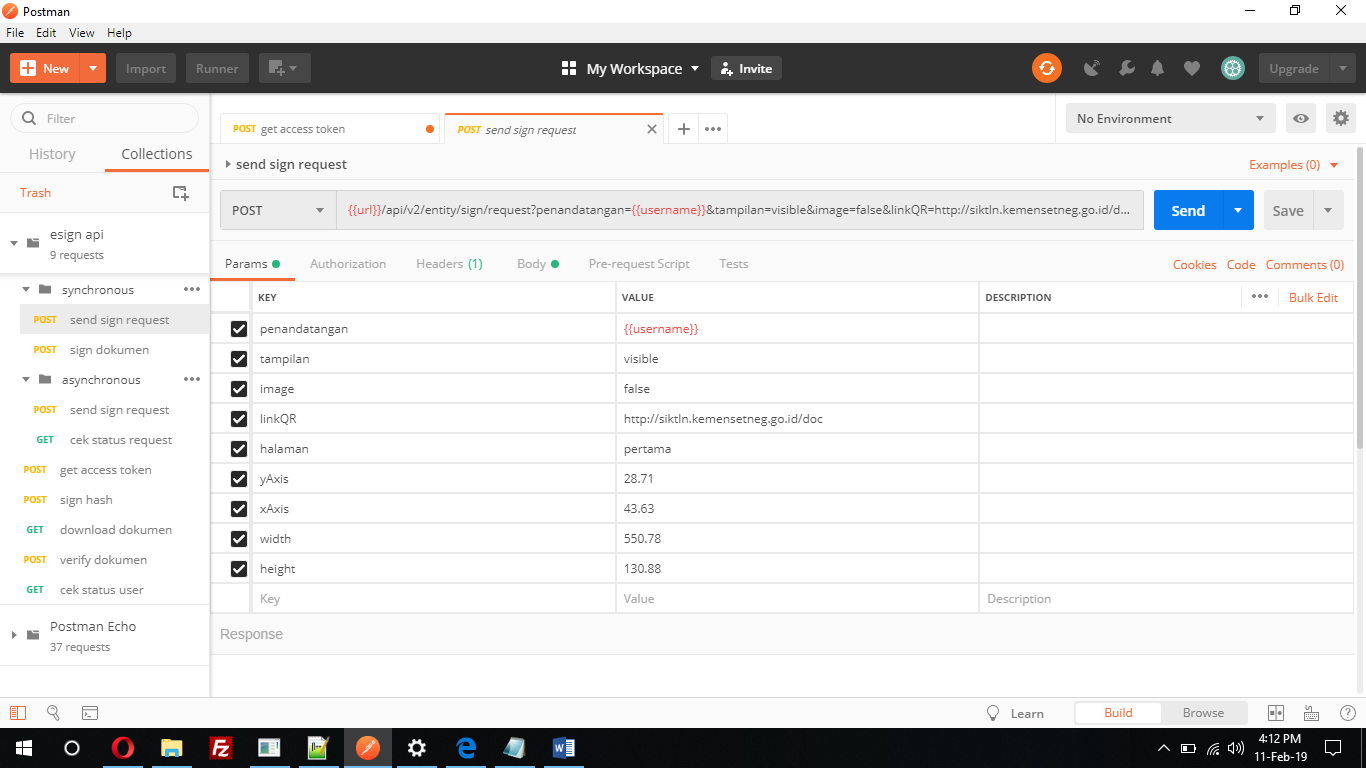 Postman
File Edit View Help
New Import Runner My Workspace Invite Upgrade
Filter
History Collections
Trash
esign api
9 requests
synchronous
POST send sign request
POST sign dokumen
asynchronous
POST send sign request
GET cek status request
POST get access token
POST sign hash
GET download dokumen
POST verify dokumen
GET cek status user
Postman Echo
37 requests
POST get access token POST send sign request No Environment
send sign request Examples (0)
POST {{url}}/api/v2/entity/sign/request?penandatangan={{username}}&tampilan=visible&image=false&linkQR=http://siktln.kemensetneg.go.id/d... Send Save
Params Authorization Headers (1) Body Pre-request Script Tests Cookies Code Comments (0)
KEY VALUE DESCRIPTION Bulk Edit
penandatangan {{username}}
tampilan visible
image false
linkQR http://siktln.kemensetneg.go.id/doc
halaman pertama
yAxis 28.71
xAxis 43.63
width 550.78
height 130.88
Key Value Description
Response
Learn Build Browse
4:12 PM
11-Feb-19